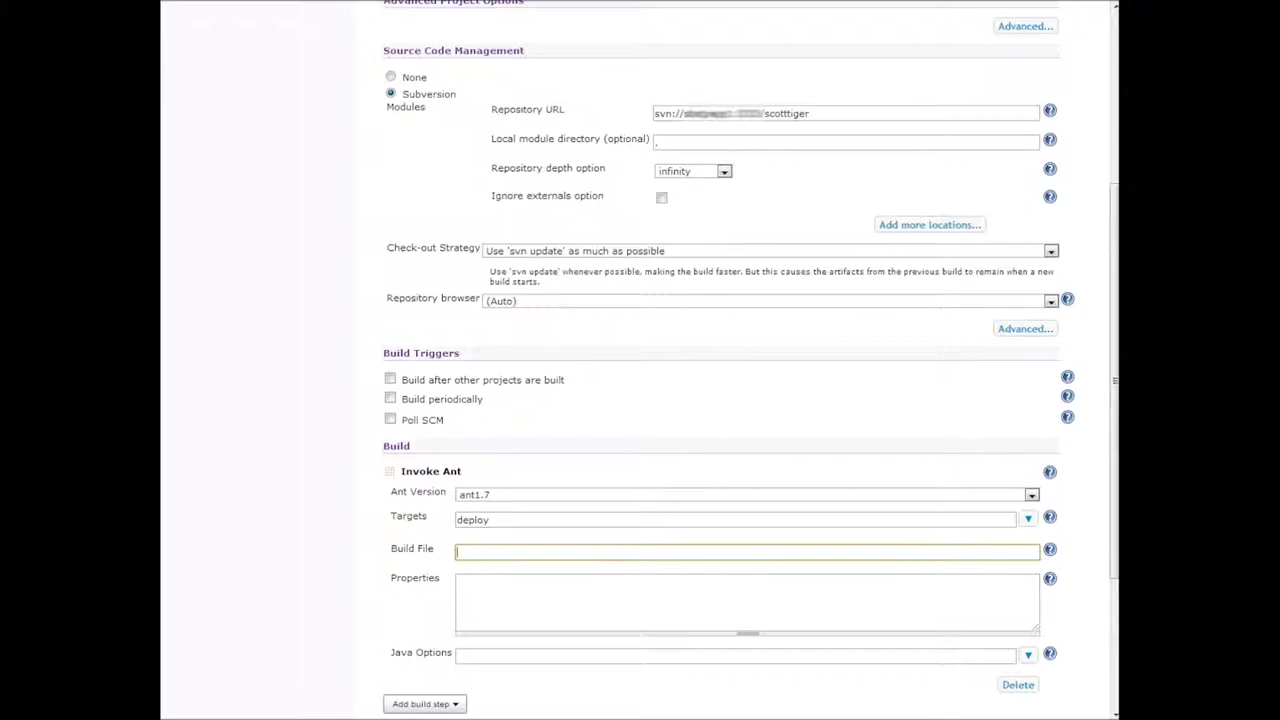 Advanced Project Options
Advanced...
Source Code Management
None
Subversion
Modules
Repository URL
svn:// /scotttiger
Local module directory (optional)
.
Repository depth option
infinity
Ignore externals option
Add more locations...
Check-out Strategy
Use 'svn update' as much as possible
Use 'svn update' whenever possible, making the build faster. But this causes the artifacts from the previous build to remain when a new
build starts.
Repository browser
(Auto)
Advanced...
Build Triggers
Build after other projects are built
Build periodically
Poll SCM
Build
Invoke Ant
Ant Version
ant1.7
Targets
deploy
Build File
Properties
Java Options
Delete
Add build step